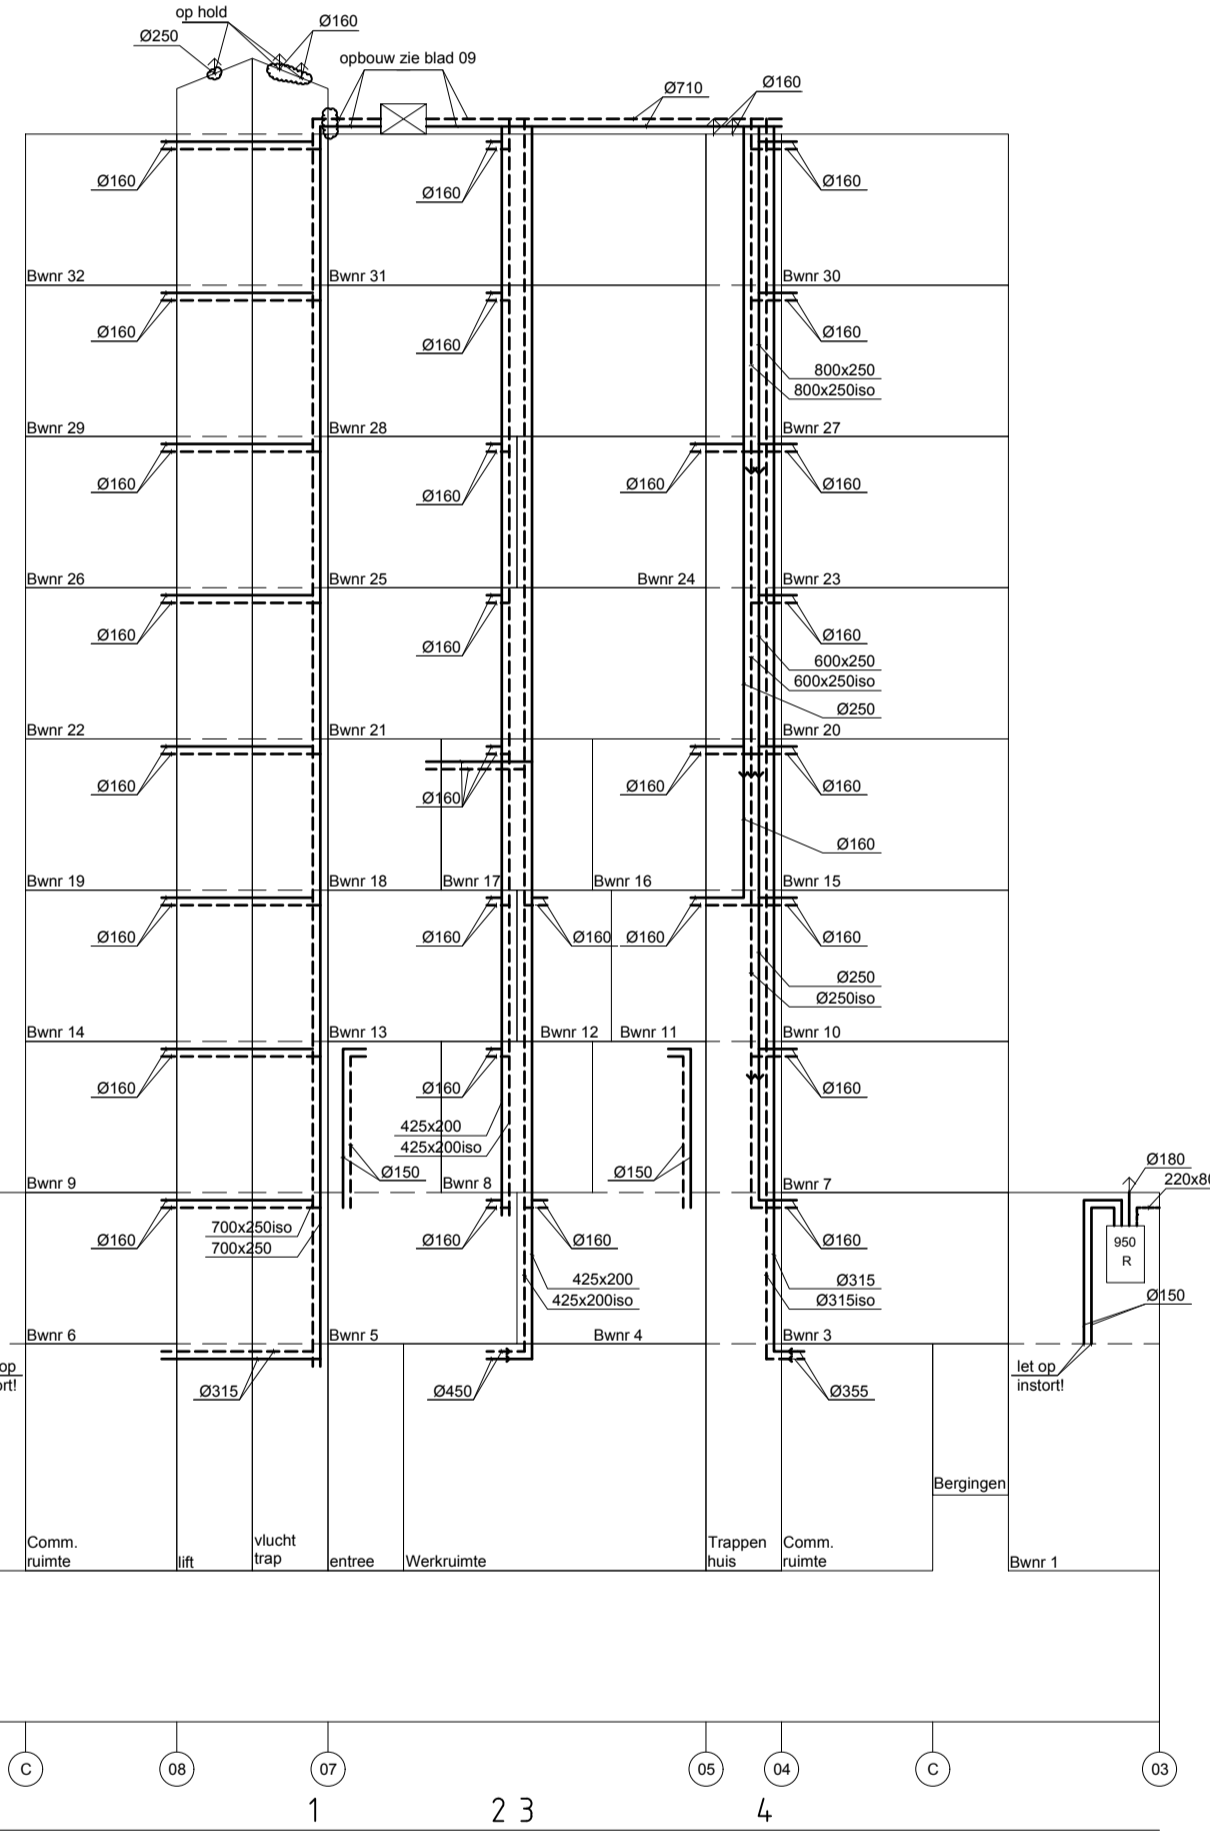 op hold
Ø160
Ø250
opbouw zie blad 09
Ø710
Ø160
Ø160
Ø160
Ø160
Bwnr 32
Bwnr 31
Bwnr 30
Ø160
Ø160
Ø160
800x250
800x250iso
Bwnr 29
Bwnr 28
Bwnr 27
Ø160
Ø160
Ø160
Ø160
Bwnr 26
Bwnr 25
Bwnr 24
Bwnr 23
Ø160
Ø160
Ø160
600x250
600x250iso
Ø250
Bwnr 22
Bwnr 21
Bwnr 20
Ø160
Ø160
Ø160
Ø160
Ø160
Bwnr 19
Bwnr 18
Bwnr 17
Bwnr 16
Bwnr 15
Ø160
Ø160
Ø160
Ø160
Ø160
Ø250
Ø250iso
Bwnr 14
Bwnr 13
Bwnr 12
Bwnr 11
Bwnr 10
Ø160
Ø160
Ø160
425x200
425x200iso
Ø150
Ø150
Ø180
220x80
Bwnr 9
Bwnr 8
Bwnr 7
700x250iso
700x250
Ø160
Ø160
Ø160
Ø160
950
R
425x200
425x200iso
Ø315
Ø315iso
Ø150
Bwnr 6
Bwnr 5
Bwnr 4
Bwnr 3
op
ort!
let op
instort!
Ø315
Ø450
Ø355
Bergingen
Comm.
ruimte
lift
vlucht
trap
entree
Werkruimte
Trappen
huis
Comm.
ruimte
Bwnr 1
C
08
07
05
04
C
03
1
2
3
4